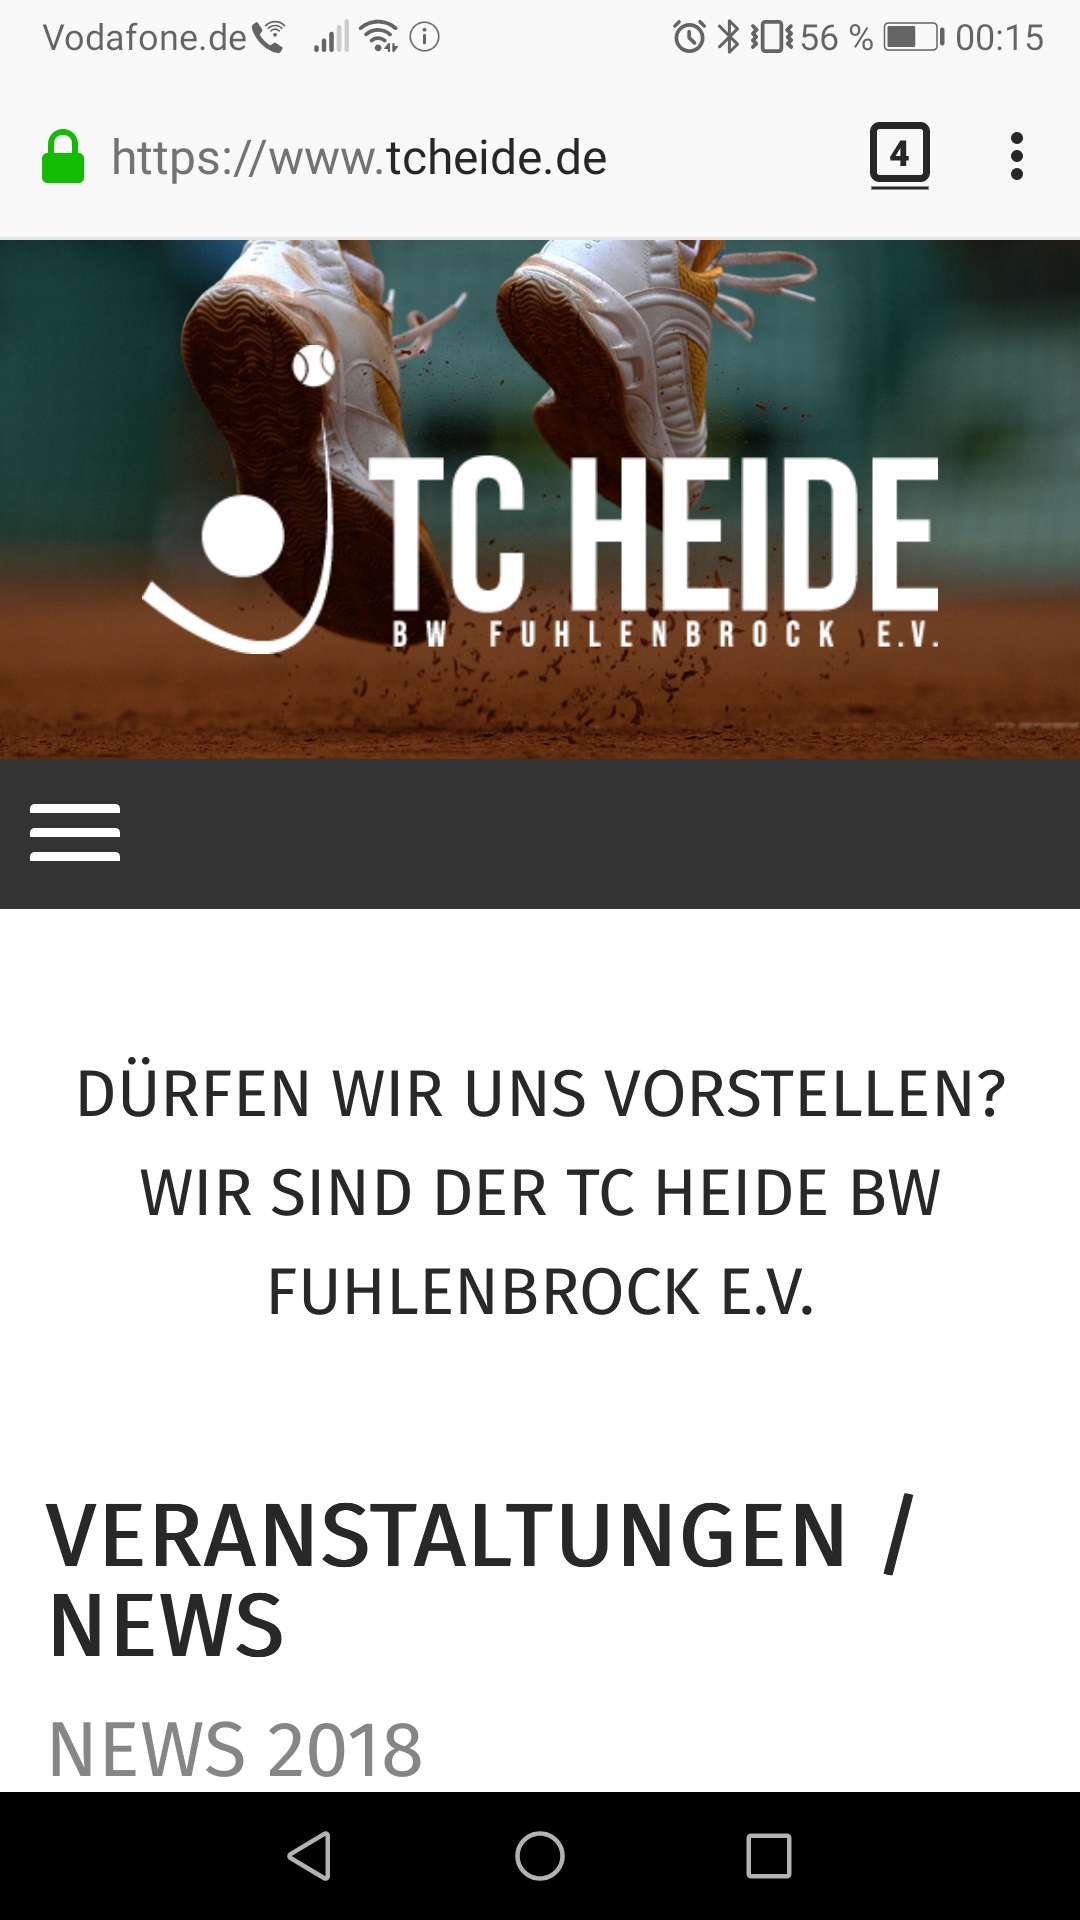 Vodafone.de 56 % 00:15
https://www.tcheide.de 4
TC HEIDE
BW FUHLENBROCK E.V.
DÜRFEN WIR UNS VORSTELLEN?
WIR SIND DER TC HEIDE BW
FUHLENBROCK E.V.
VERANSTALTUNGEN /
NEWS
NEWS 2018